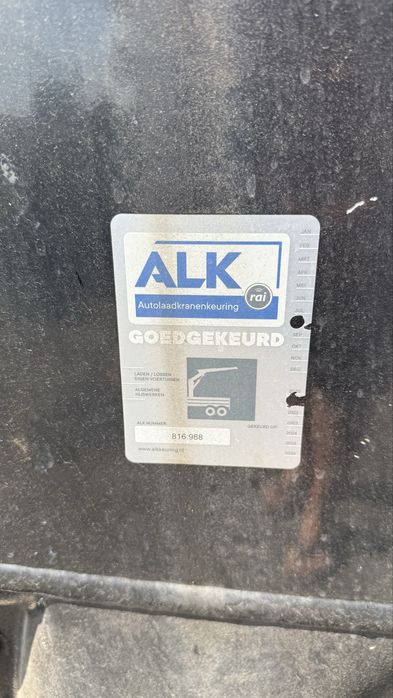 ALK
rai
Autolaadkranenkeuring
GOEDGEKEURD
LADEN / LOSSEN
EIGEN VOERTUIGEN
ALGEMENE
HIJSWERKEN
ALK NUMMER
GEKEURD OP
816.988
www.alkkeuring.nl
JAN
FEB
MRT
APR
MEI
JUN
JUL
SEP
OKT
NOV
DEC